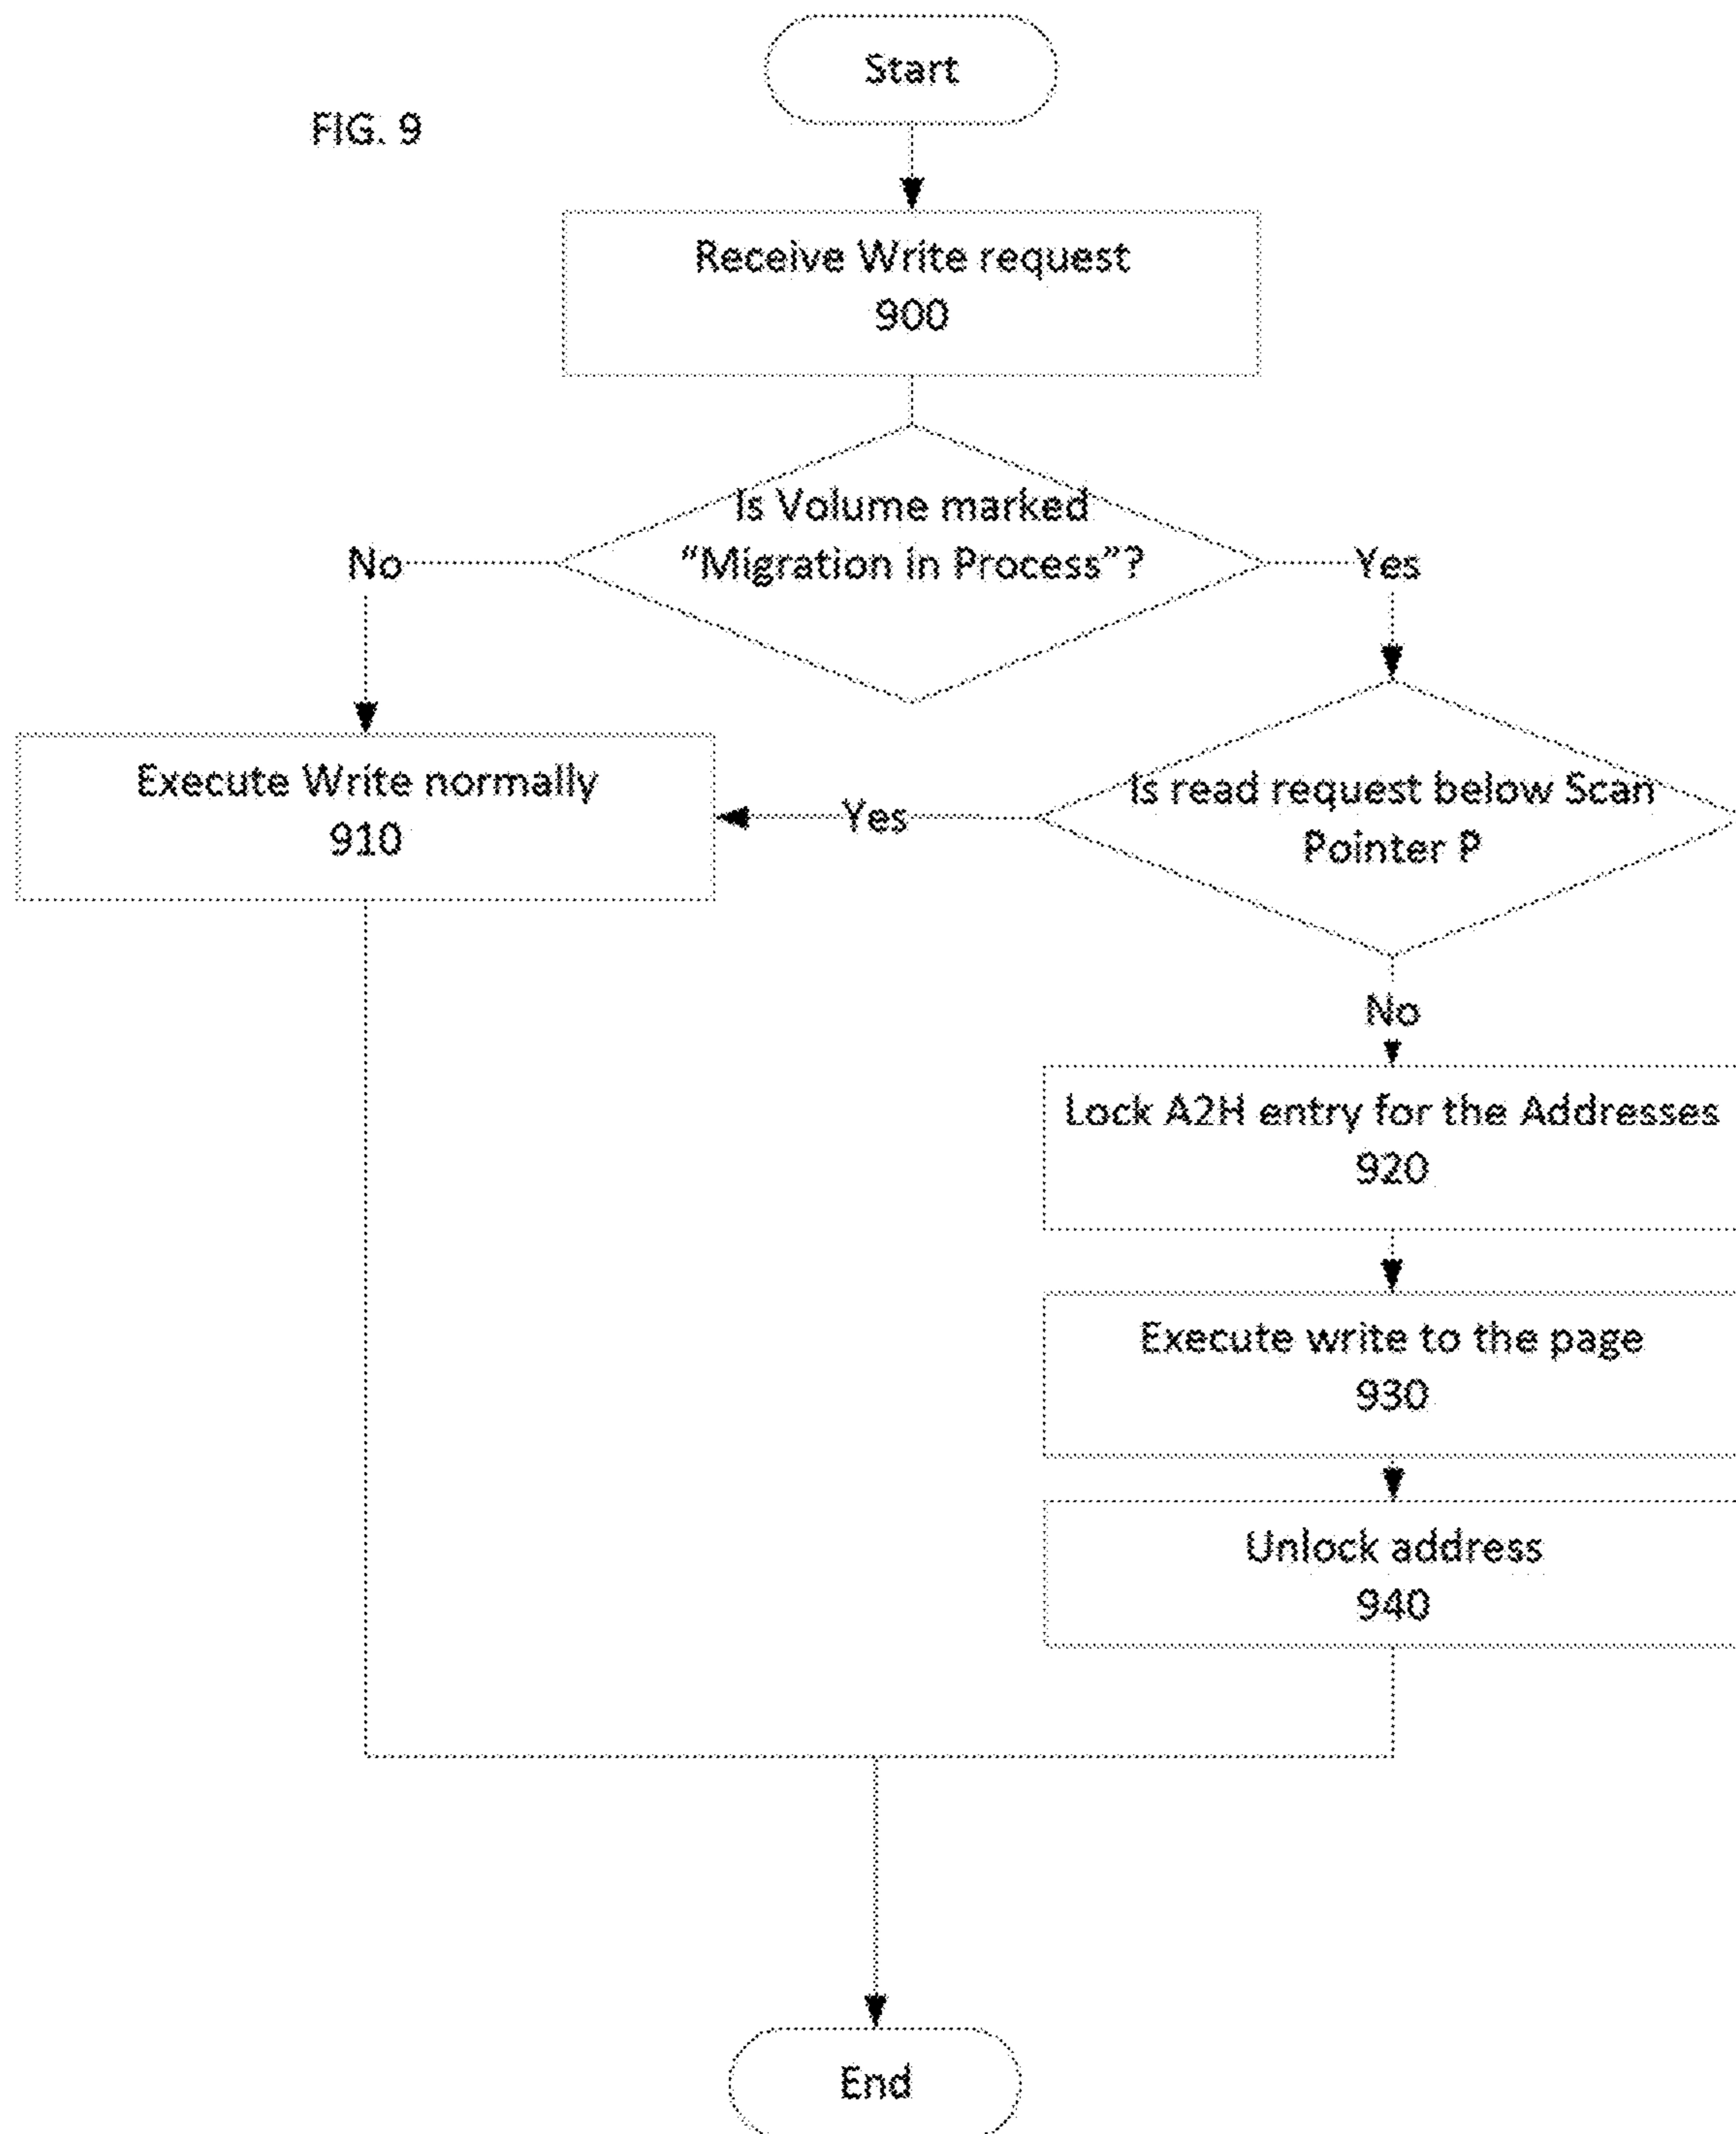 Start
FIG. 9
Receive Write request
900
Is Volume marked
“Migration in Process”?
No
Yes
Execute Write normally
910
Yes
Is read request below Scan
Pointer P
No
Lock A2H entry for the Addresses
920
Execute write to the page
930
Unlock address
940
End